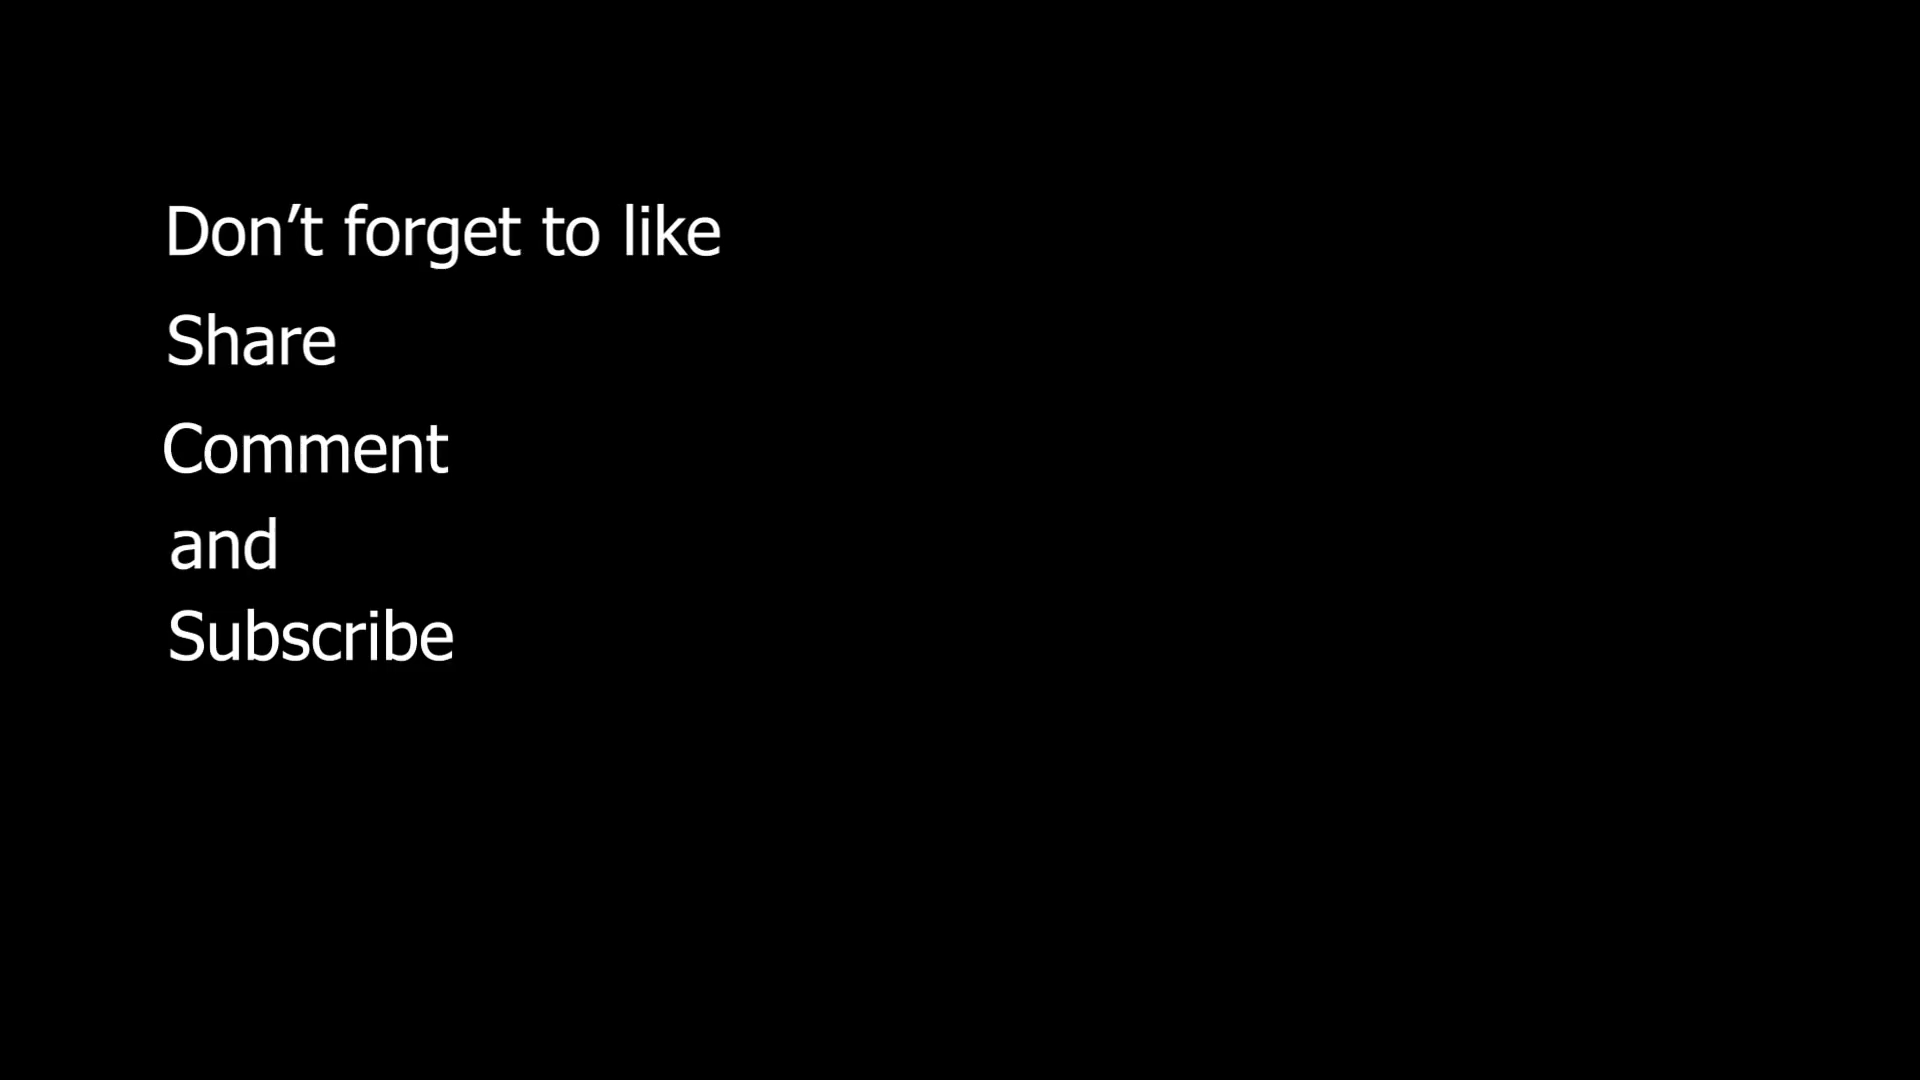 Don’t forget to like
Share
Comment
and
Subscribe